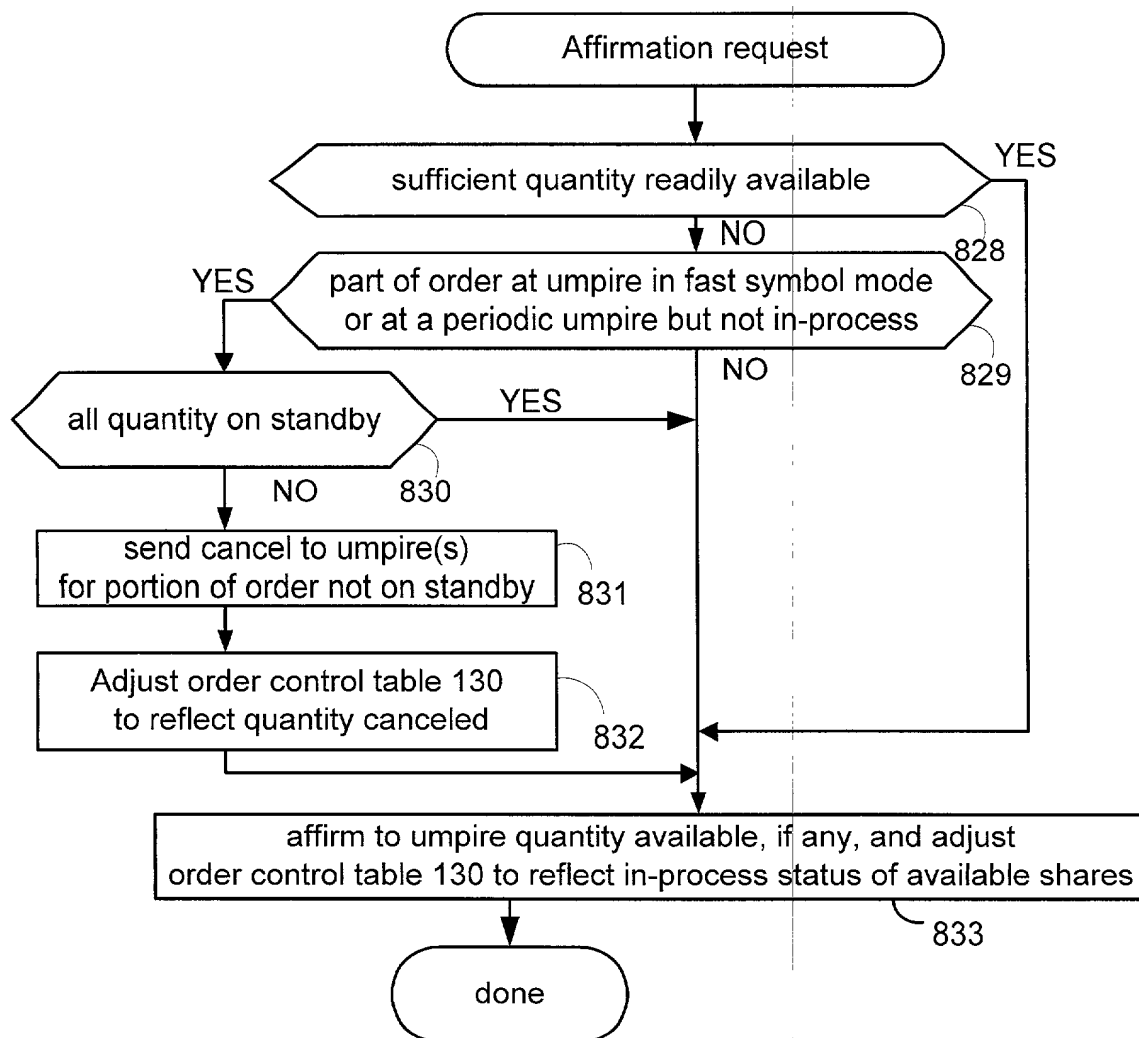 Affirmation request
YES
sufficient quantity readily available
828
NO
YES
part of order at umpire in fast symbol mode
or at a periodic umpire but not in-process
829
NO
all quantity on standby
YES
830
NO
send cancel to umpire(s)
for portion of order not on standby
831
Adjust order control table 130
to reflect quantity canceled
832
affirm to umpire quantity available, if any, and adjust
order control table 130 to reflect in-process status of available shares
833
done